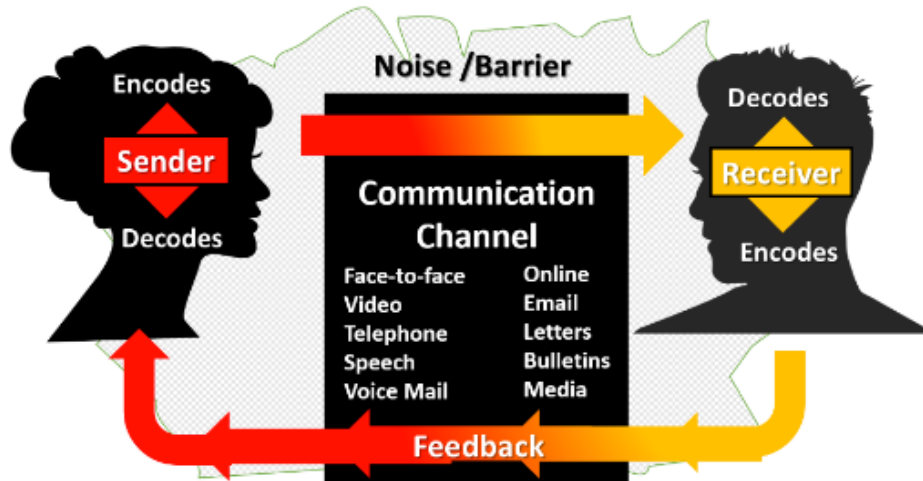 Noise /Barrier
Encodes
Sender
Decodes
Decodes
Receiver
Encodes
Communication
Channel
Face-to-face
Video
Telephone
Speech
Voice Mail
Online
Email
Letters
Bulletins
Media
Feedback